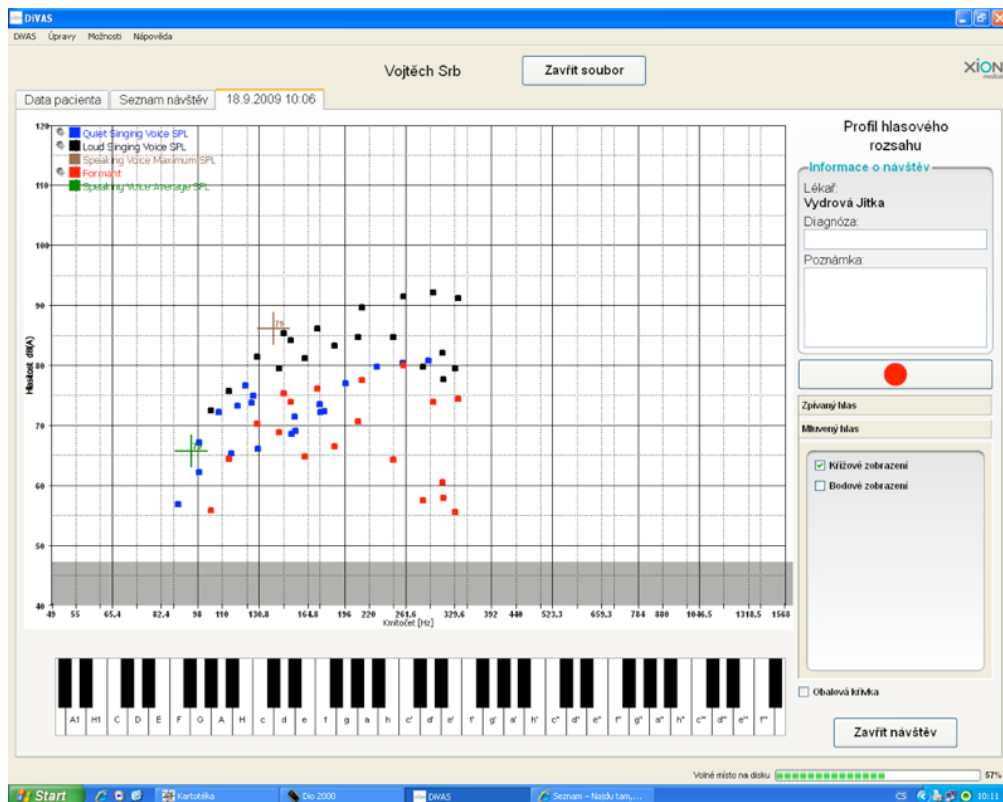 DiVAS
DiVAS Úpravy Možnosti Nápověda
Vojtěch Srb
Zavřít soubor
XION
medical
Data pacienta
Seznam návštěv
18.9.2009 10:06
Quiet Singing Voice SPL
Loud Singing Voice SPL
Speaking Voice Maximum SPL
Formant
Speaking Voice Average SPL
120
110
100
90
80
70
60
50
40
Hlasitost dB(A)
49 55 65.4 82.4 98 110 130.8 164.8 196 220 261.6 329.6 392 440 523.3 659.3 784 880 1046.5 1318.5 1568
Kmitočet [Hz]
Profil hlasového
rozsahu
Informace o návštěv
Lékař:
Vydrová Jitka
Diagnóza:
Poznámka:
Zpívaný hlas
Mluvený hlas
Křížové zobrazení
Bodové zobrazení
Obalová křivka
Zavřít návštěv
A1 H1 C D E F G A H c d e f g a h c' d' e' f' g' a' h' c'' d'' e'' f'' g'' a'' h'' c''' d''' e''' f'''
Volné místo na disku 57%
Start Kartotéka Dio 2000 DiVAS Seznam – Najdu tam,... CS 10:11